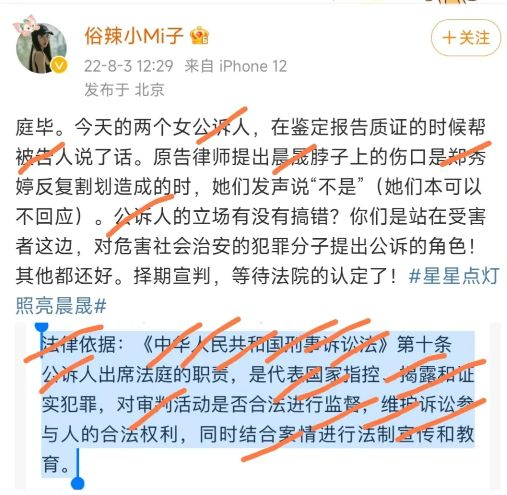 俗辣小Mi子
+关注
22-8-3 12:29 来自 iPhone 12
发布于 北京
庭毕。今天的两个女公诉人，在鉴定报告质证的时候帮
被告人说了话。原告律师提出晨晟脖子上的伤口是郑秀
婷反复割划造成的时，她们发声说“不是”（她们本可以
不回应）。公诉人的立场有没有搞错？你们是站在受害
者这边，对危害社会治安的犯罪分子提出公诉的角色！
其他都还好。择期宣判，等待法院的认定了！#星星点灯
照亮晨晟#
法律依据：《中华人民共和国刑事诉讼法》第十条
公诉人出席法庭的职责，是代表国家指控、揭露和证
实犯罪，对审判活动是否合法进行监督，维护诉讼参
与人的合法权利，同时结合案情进行法制宣传和教
育。